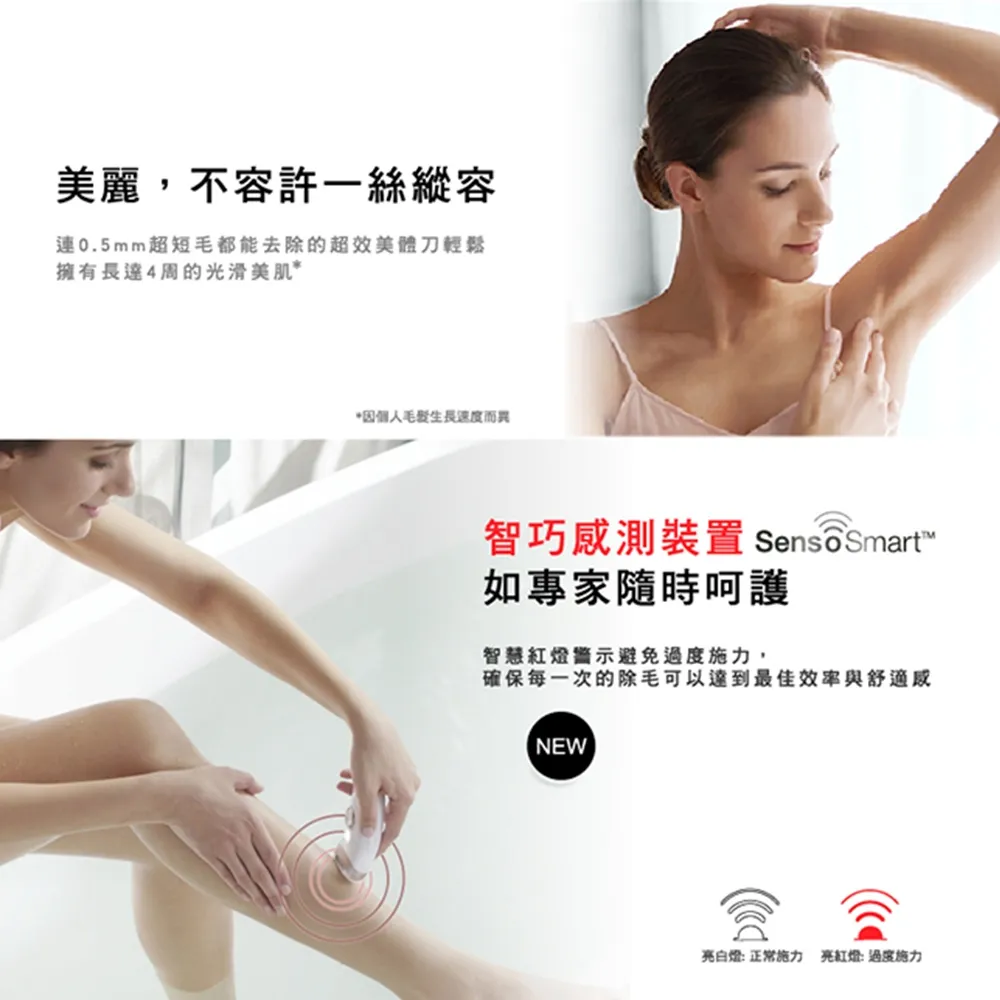 美麗，不容許一絲縱容
連0.5mm超短毛都能去除的超效美體刀輕鬆
擁有長達4周的光滑美肌*
*因個人毛髮生長速度而異
智巧感測裝置 SensoSmart™
如專家隨時呵護
智慧紅燈警示避免過度施力，
確保每一次的除毛可以達到最佳效率與舒適感
NEW
亮白燈: 正常施力 亮紅燈: 過度施力